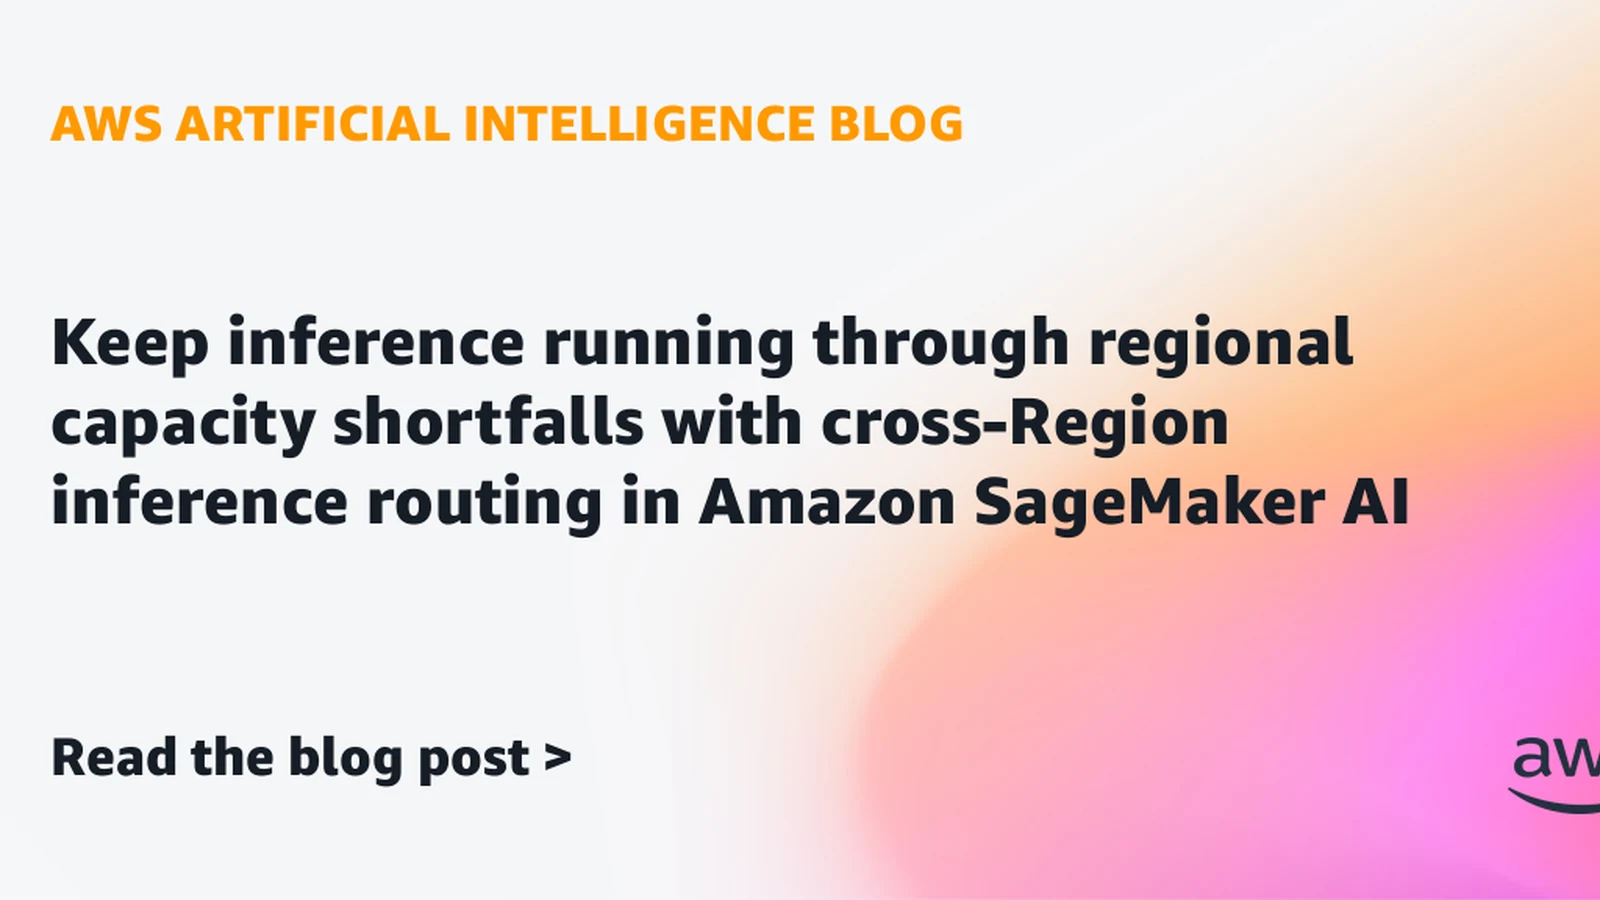 AWS ARTIFICIAL INTELLIGENCE BLOG
Keep inference running through regional
capacity shortfalls with cross-Region
inference routing in Amazon SageMaker AI
Read the blog post >
aw